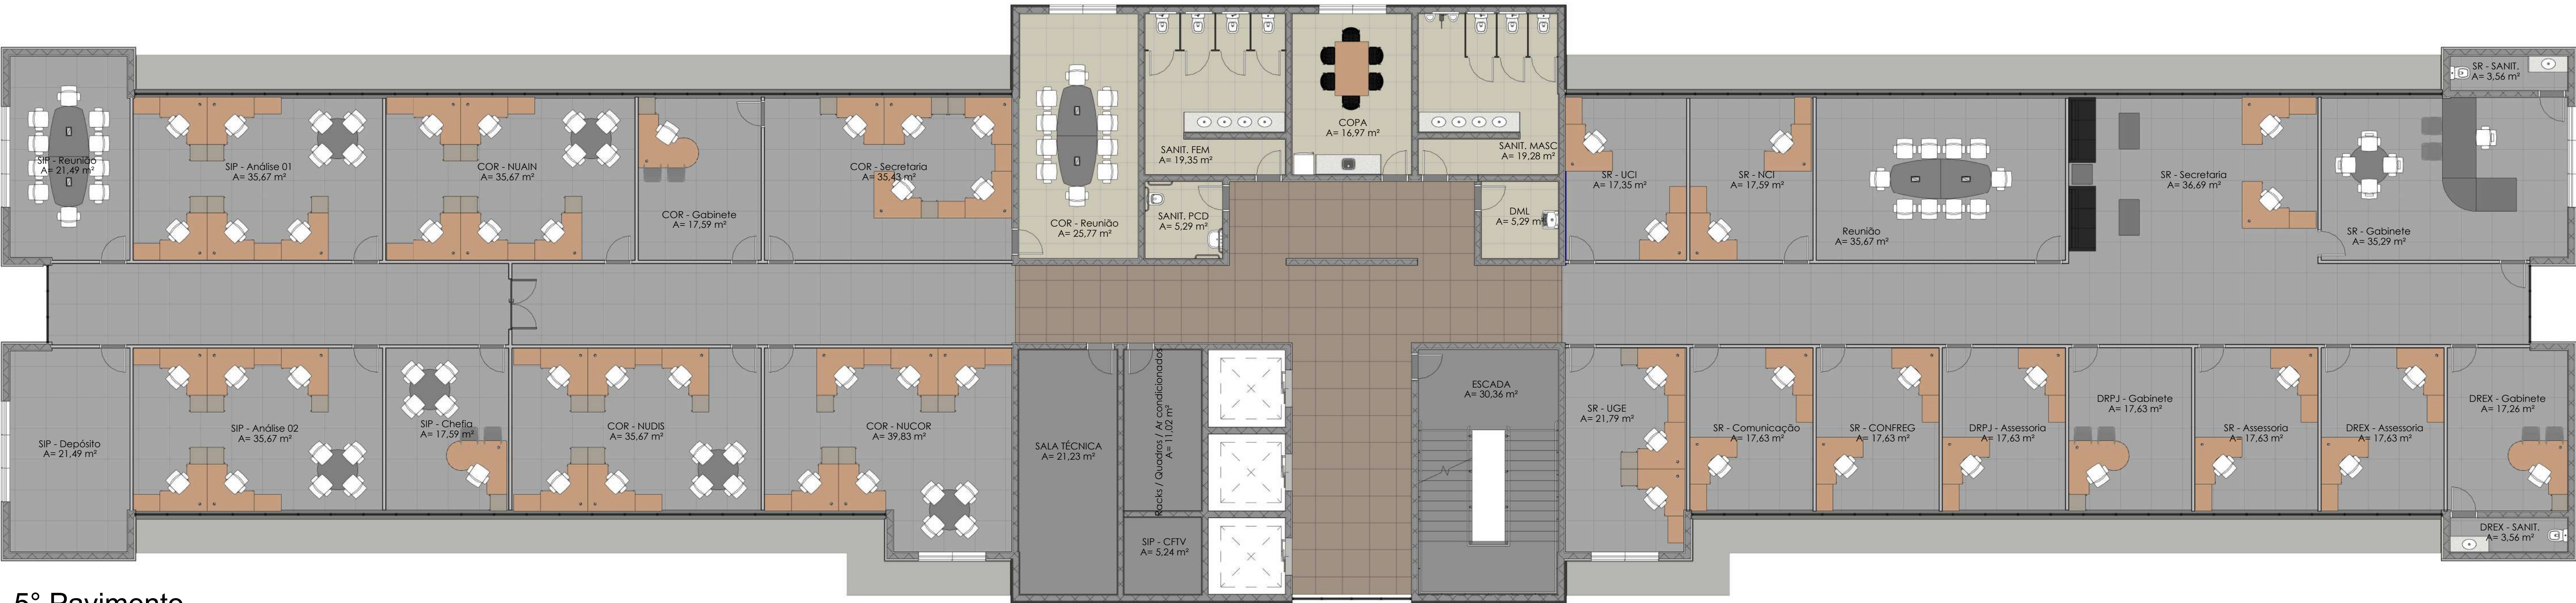 SIP - Reunião
A= 21,49 m²
SIP - Análise 01
A= 35,67 m²
COR - NUAIN
A= 35,67 m²
COR - Gabinete
A= 17,59 m²
COR - Secretaria
A= 35,43 m²
COR - Reunião
A= 25,77 m²
SANIT. FEM
A= 19,35 m²
SANIT. PCD
A= 5,29 m²
COPA
A= 16,97 m²
SANIT. MASC
A= 19,28 m²
DML
A= 5,29 m²
SR - UCI
A= 17,35 m²
SR - NCI
A= 17,59 m²
Reunião
A= 35,67 m²
SR - Secretaria
A= 36,69 m²
SR - Gabinete
A= 35,29 m²
SR - SANIT.
A= 3,56 m²
SIP - Depósito
A= 21,49 m²
SIP - Análise 02
A= 35,67 m²
SIP - Chefia
A= 17,59 m²
COR - NUDIS
A= 35,67 m²
COR - NUCOR
A= 39,83 m²
SALA TÉCNICA
A= 21,23 m²
Racks / Quadros / Ar condicionados
A= 11,02 m²
SIP - CFTV
A= 5,24 m²
ESCADA
A= 30,36 m²
SR - UGE
A= 21,79 m²
SR - Comunicação
A= 17,63 m²
SR - CONFREG
A= 17,63 m²
DRPJ - Assessoria
A= 17,63 m²
DRPJ - Gabinete
A= 17,63 m²
SR - Assessoria
A= 17,63 m²
DREX - Assessoria
A= 17,63 m²
DREX - Gabinete
A= 17,26 m²
DREX - SANIT.
A= 3,56 m²
5° Pavimento